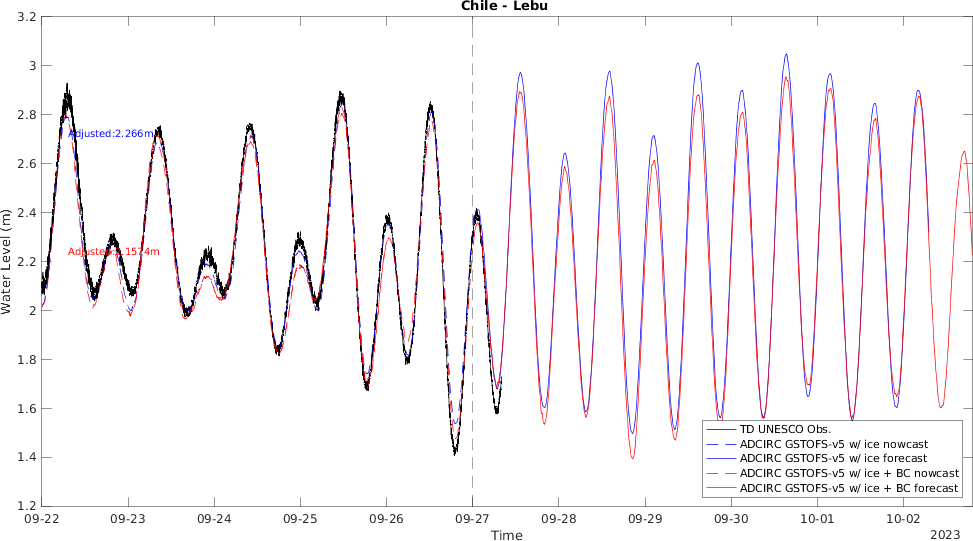 Chile - Lebu
3.2
3
2.8
2.6
2.4
2.2
2
1.8
1.6
1.4
1.2
Water Level (m)
Adjusted:2.266m
09-22
09-23
09-24
09-25
09-26
09-27
09-28
09-29
09-30
10-01
10-02
Time
2023
TD UNESCO Obs.
ADCIRC GSTOFS-v5 w/ ice nowcast
ADCIRC GSTOFS-v5 w/ ice forecast
ADCIRC GSTOFS-v5 w/ ice + BC nowcast
ADCIRC GSTOFS-v5 w/ ice + BC forecast